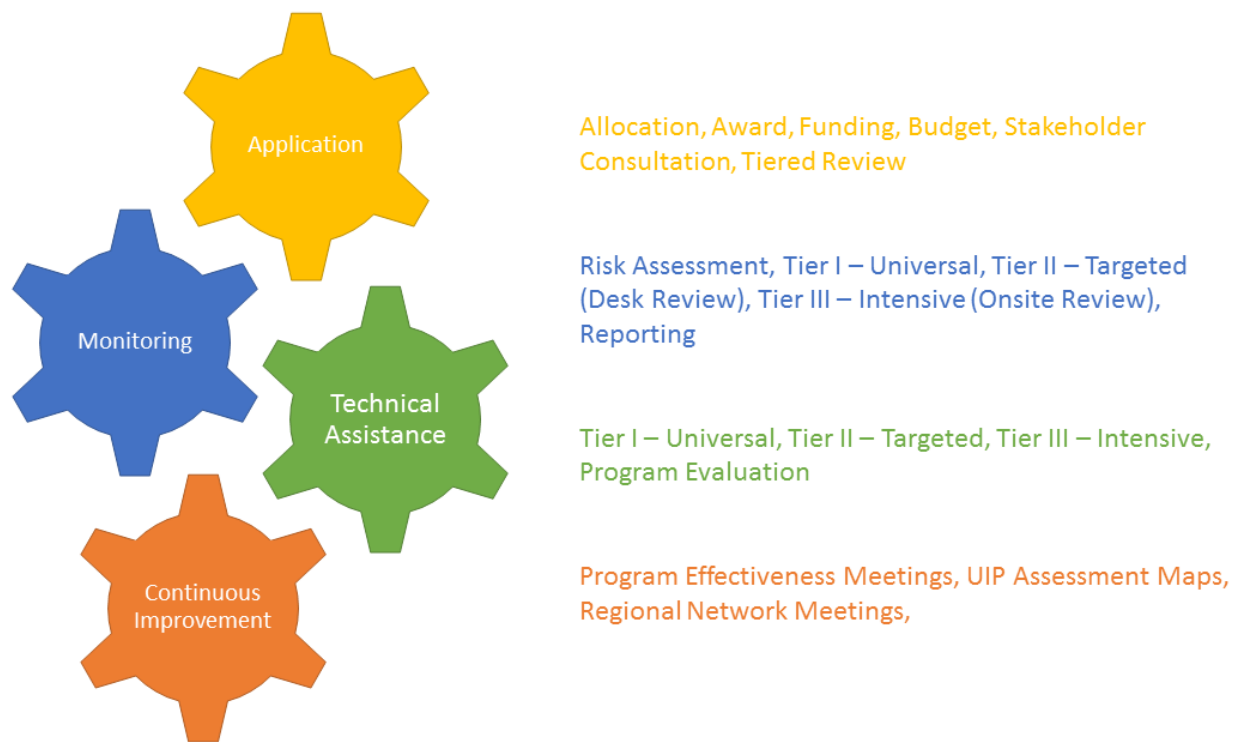 Application
Allocation, Award, Funding, Budget, Stakeholder
Consultation, Tiered Review
Monitoring
Risk Assessment, Tier I – Universal, Tier II – Targeted
(Desk Review), Tier III – Intensive (Onsite Review),
Reporting
Technical
Assistance
Tier I – Universal, Tier II – Targeted, Tier III – Intensive,
Program Evaluation
Continuous
Improvement
Program Effectiveness Meetings, UIP Assessment Maps,
Regional Network Meetings,